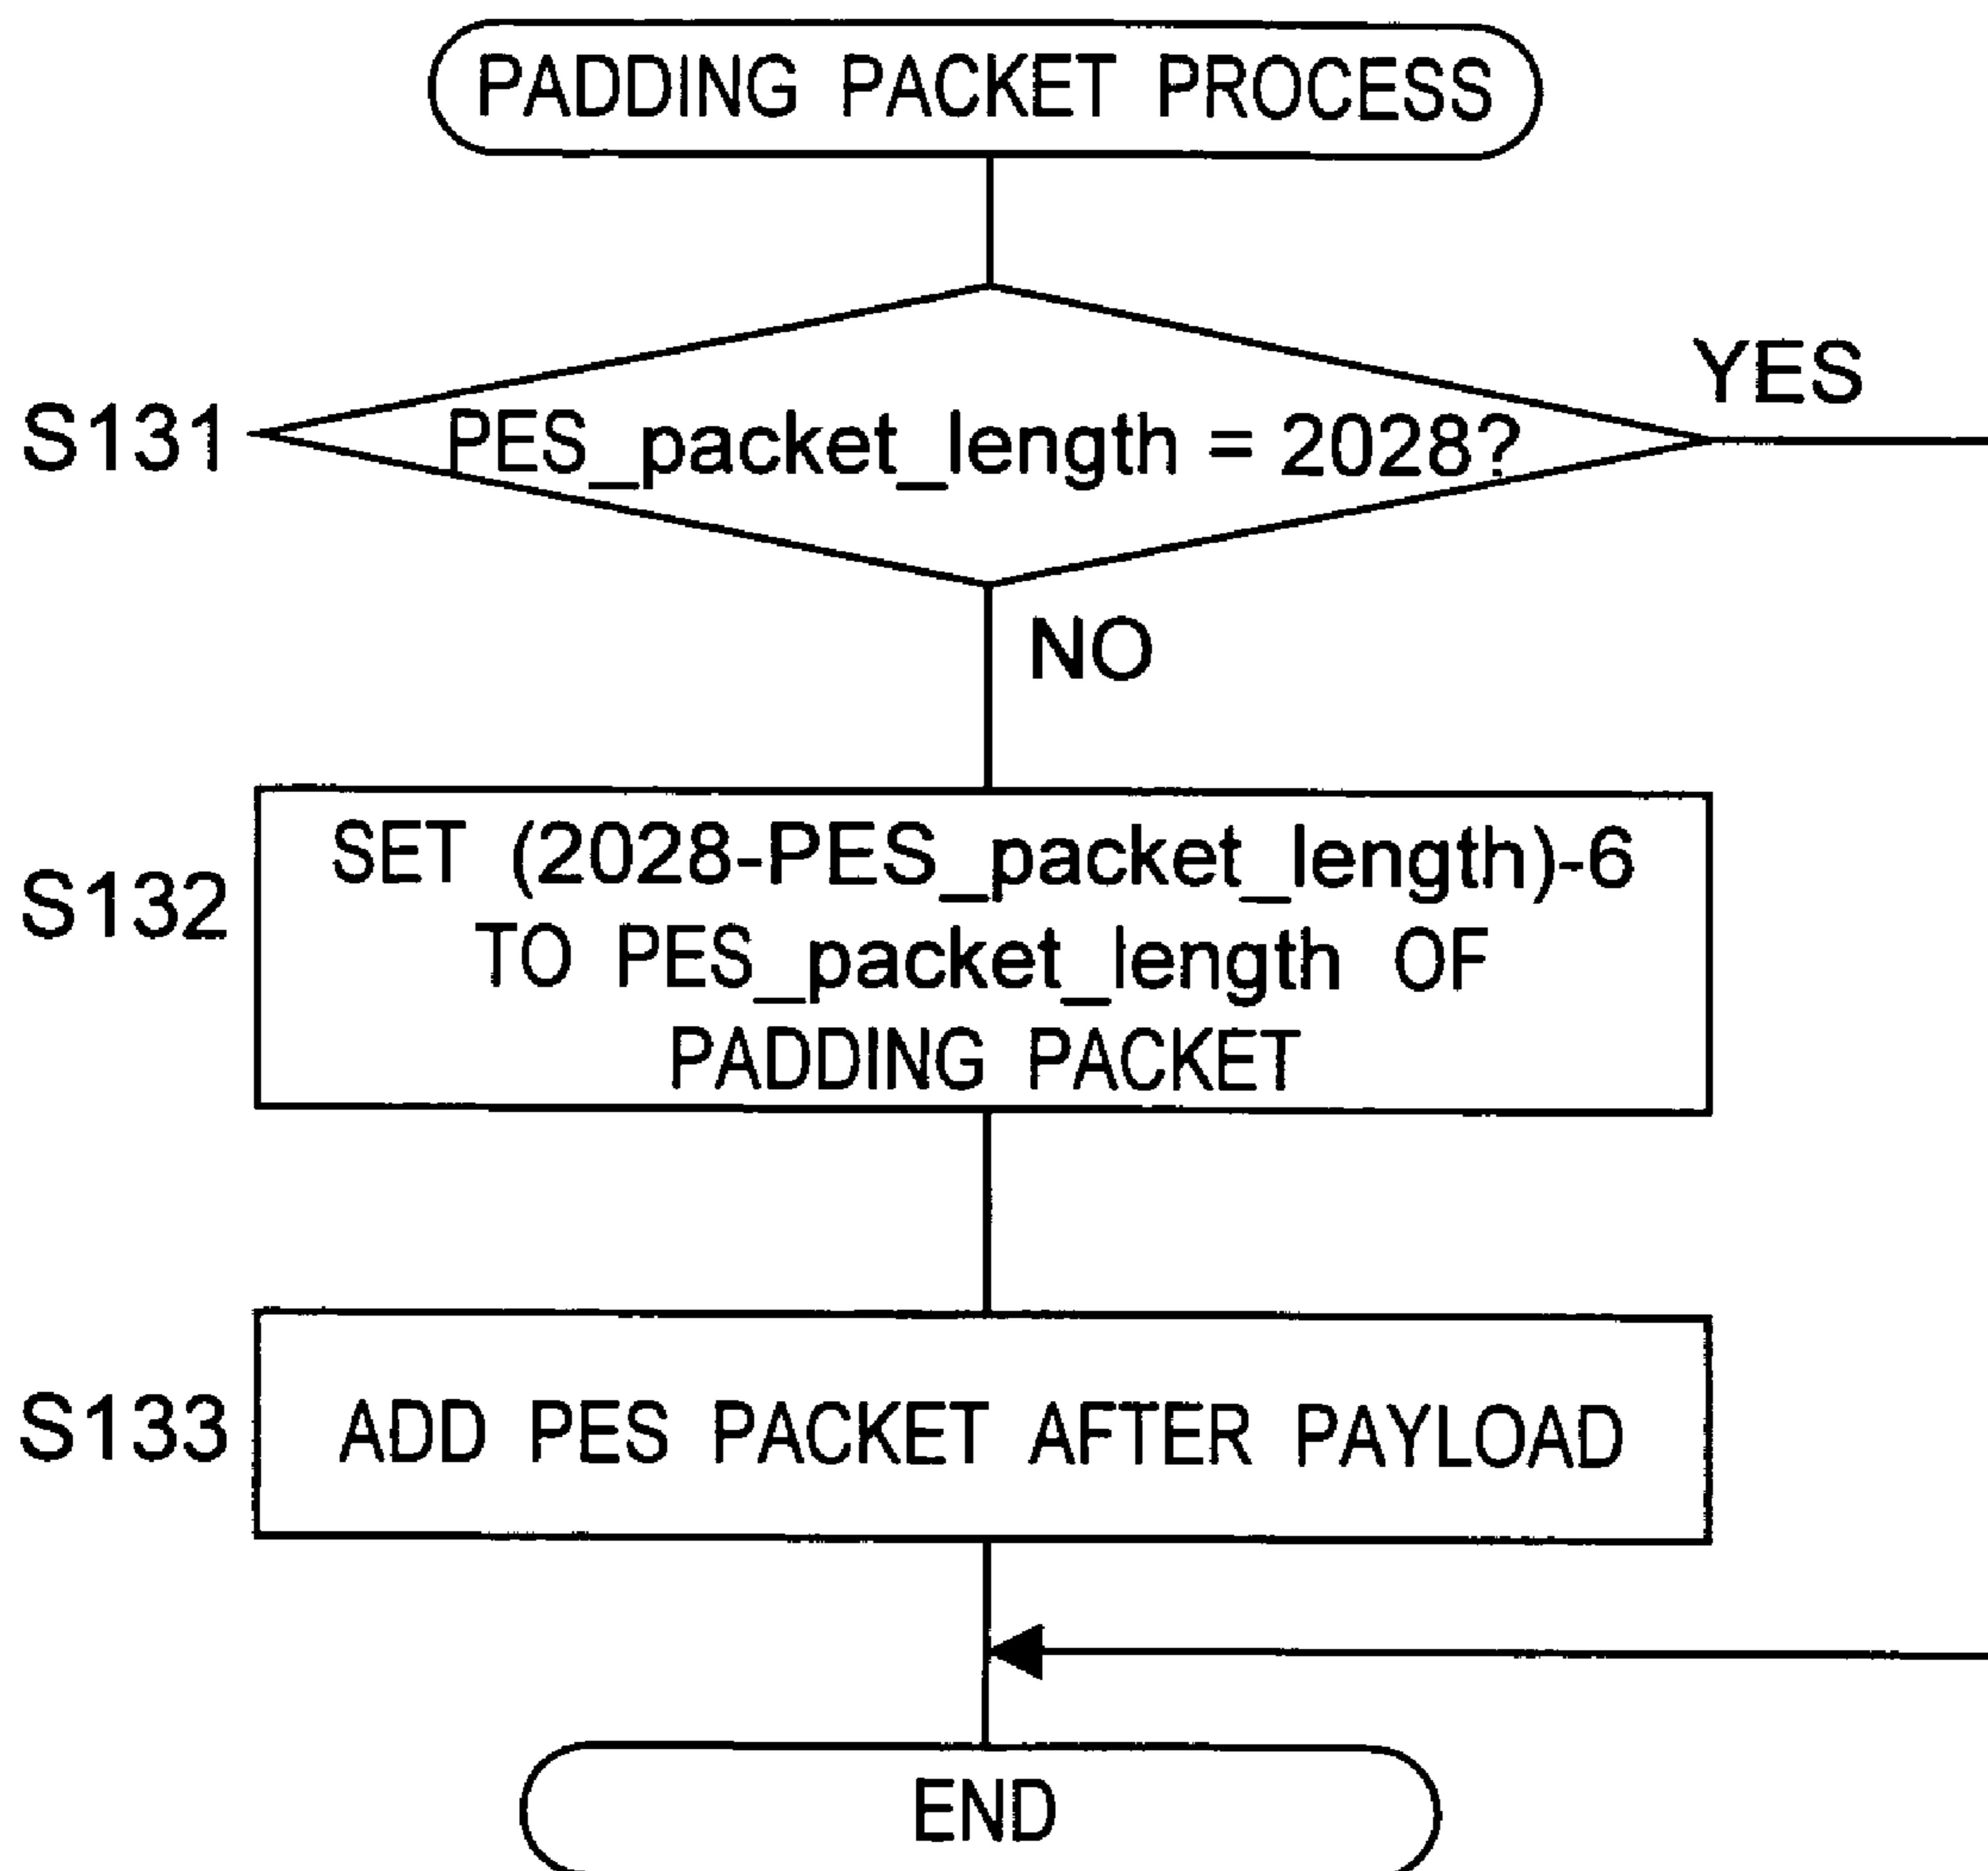 PADDING PACKET PROCESS
YES
S131
PES_packet_length = 2028?
NO
S132
SET (2028-PES_packet_length)-6
TO PES_packet_length OF
PADDING PACKET
S133
ADD PES PACKET AFTER PAYLOAD
END